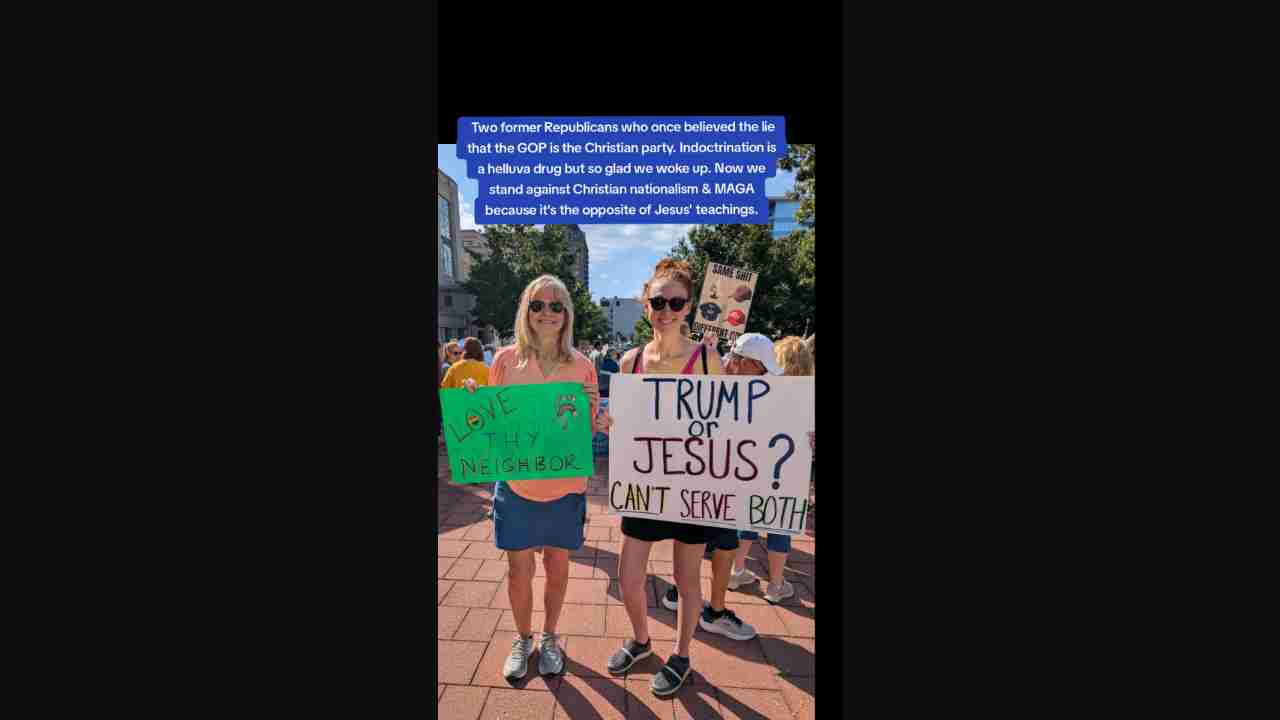 Two former Republicans who once believed the lie
that the GOP is the Christian party. Indoctrination is
a helluva drug but so glad we woke up. Now we
stand against Christian nationalism & MAGA
because it's the opposite of Jesus' teachings.
SAME SHIT
LOVE
THY
NEIGHBOR
TRUMP
or
JESUS?
CAN'T SERVE BOTH